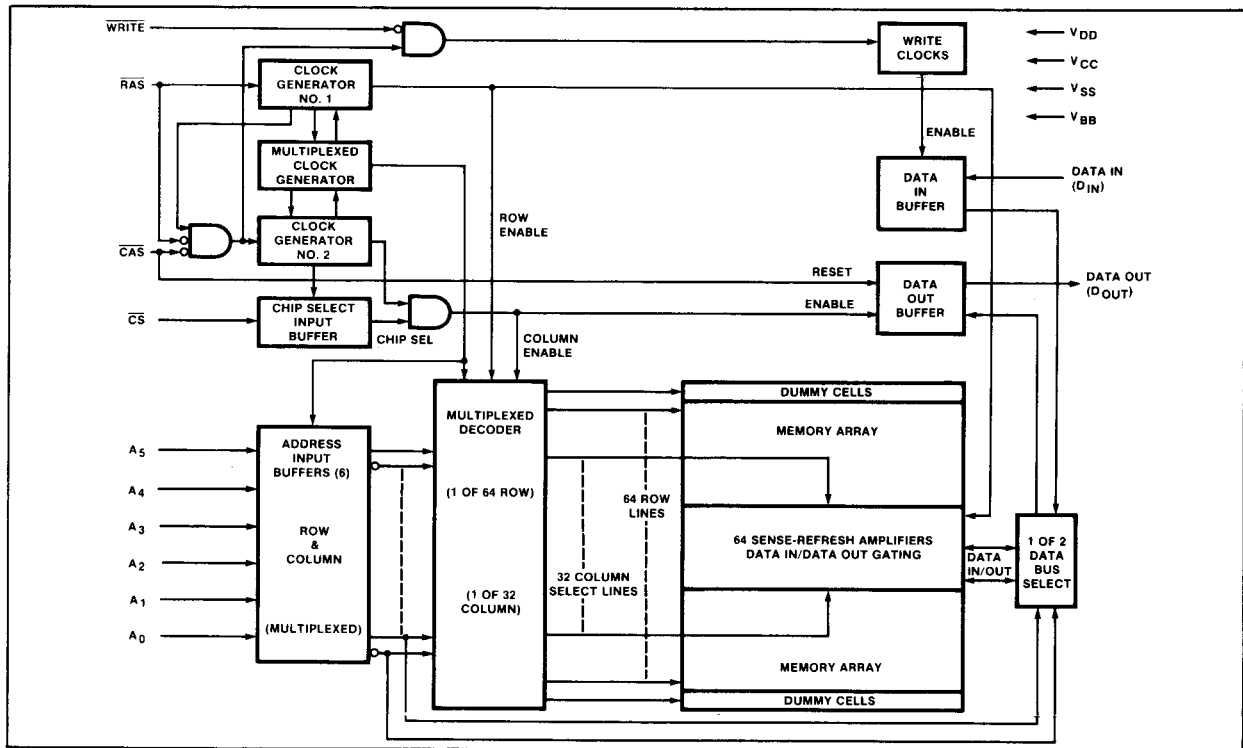 WRITE
WRITE
CLOCKS
VDD
VCC
VSS
VBB
RAS
CLOCK
GENERATOR
NO. 1
ENABLE
MULTIPLEXED
CLOCK
GENERATOR
DATA
IN
BUFFER
DATA IN
(DIN)
ROW
ENABLE
CAS
CLOCK
GENERATOR
NO. 2
RESET
DATA
OUT
BUFFER
DATA OUT
(DOUT)
ENABLE
CS
CHIP SELECT
INPUT
BUFFER
CHIP SEL
COLUMN
ENABLE
A5
A4
A3
A2
A1
A0
ADDRESS
INPUT
BUFFERS (6)
ROW
&
COLUMN
(MULTIPLEXED)
MULTIPLEXED
DECODER
(1 OF 64 ROW)
(1 OF 32
COLUMN)
64 ROW
LINES
32 COLUMN
SELECT LINES
DUMMY CELLS
MEMORY ARRAY
64 SENSE-REFRESH AMPLIFIERS
DATA IN/DATA OUT GATING
MEMORY ARRAY
DUMMY CELLS
DATA
IN/OUT
1 OF 2
DATA
BUS
SELECT